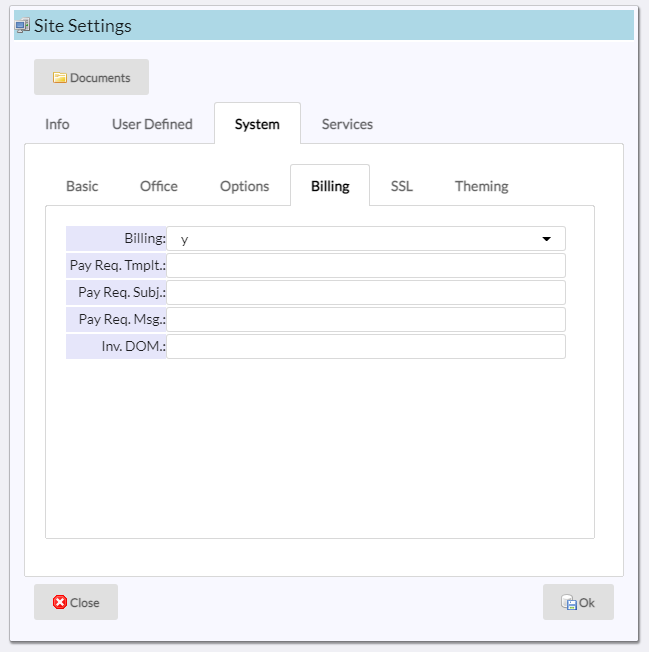 Site Settings
Documents
Info User Defined System Services
Basic Office Options Billing SSL Theming
Billing: y
Pay Req. Tmplt.:
Pay Req. Subj.:
Pay Req. Msg.:
Inv. DOM.:
Close Ok